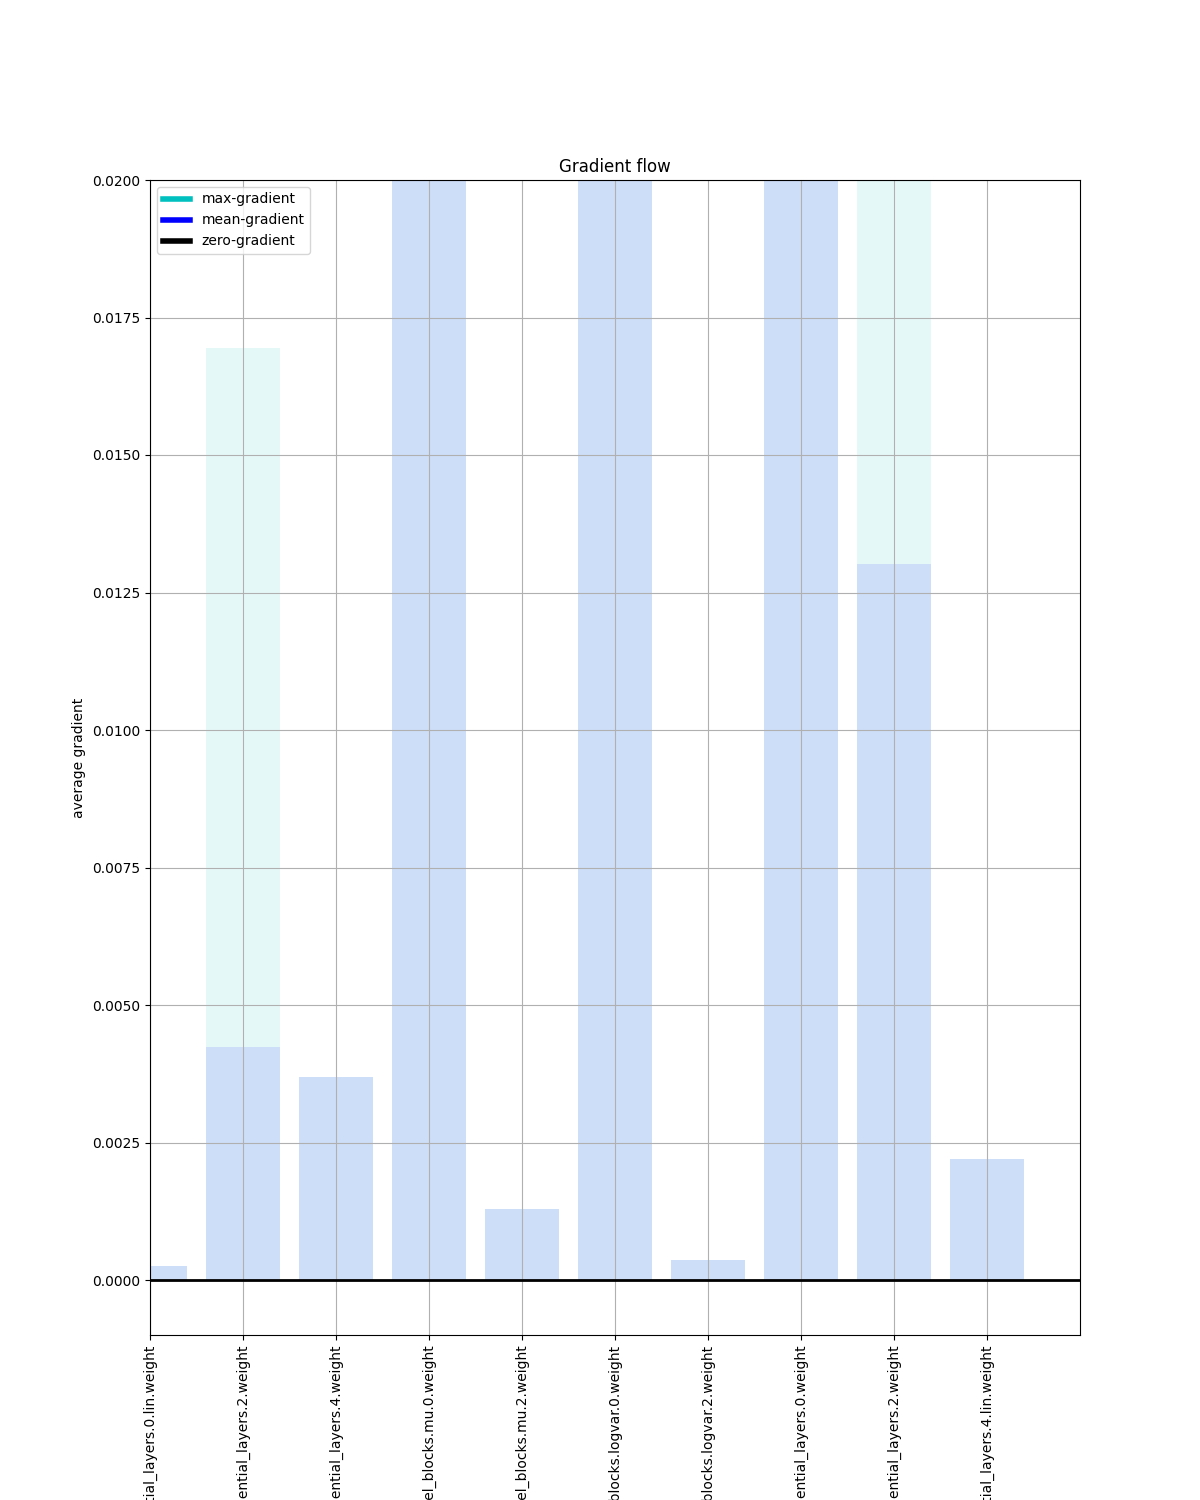 Gradient flow
max-gradient
mean-gradient
zero-gradient
0.0200
0.0175
0.0150
0.0125
0.0100
0.0075
0.0050
0.0025
0.0000
average gradient
tial_layers.0.lin.weight
ential_layers.2.weight
ential_layers.4.weight
el_blocks.mu.0.weight
el_blocks.mu.2.weight
blocks.logvar.0.weight
blocks.logvar.2.weight
ential_layers.0.weight
ential_layers.2.weight
tial_layers.4.lin.weight